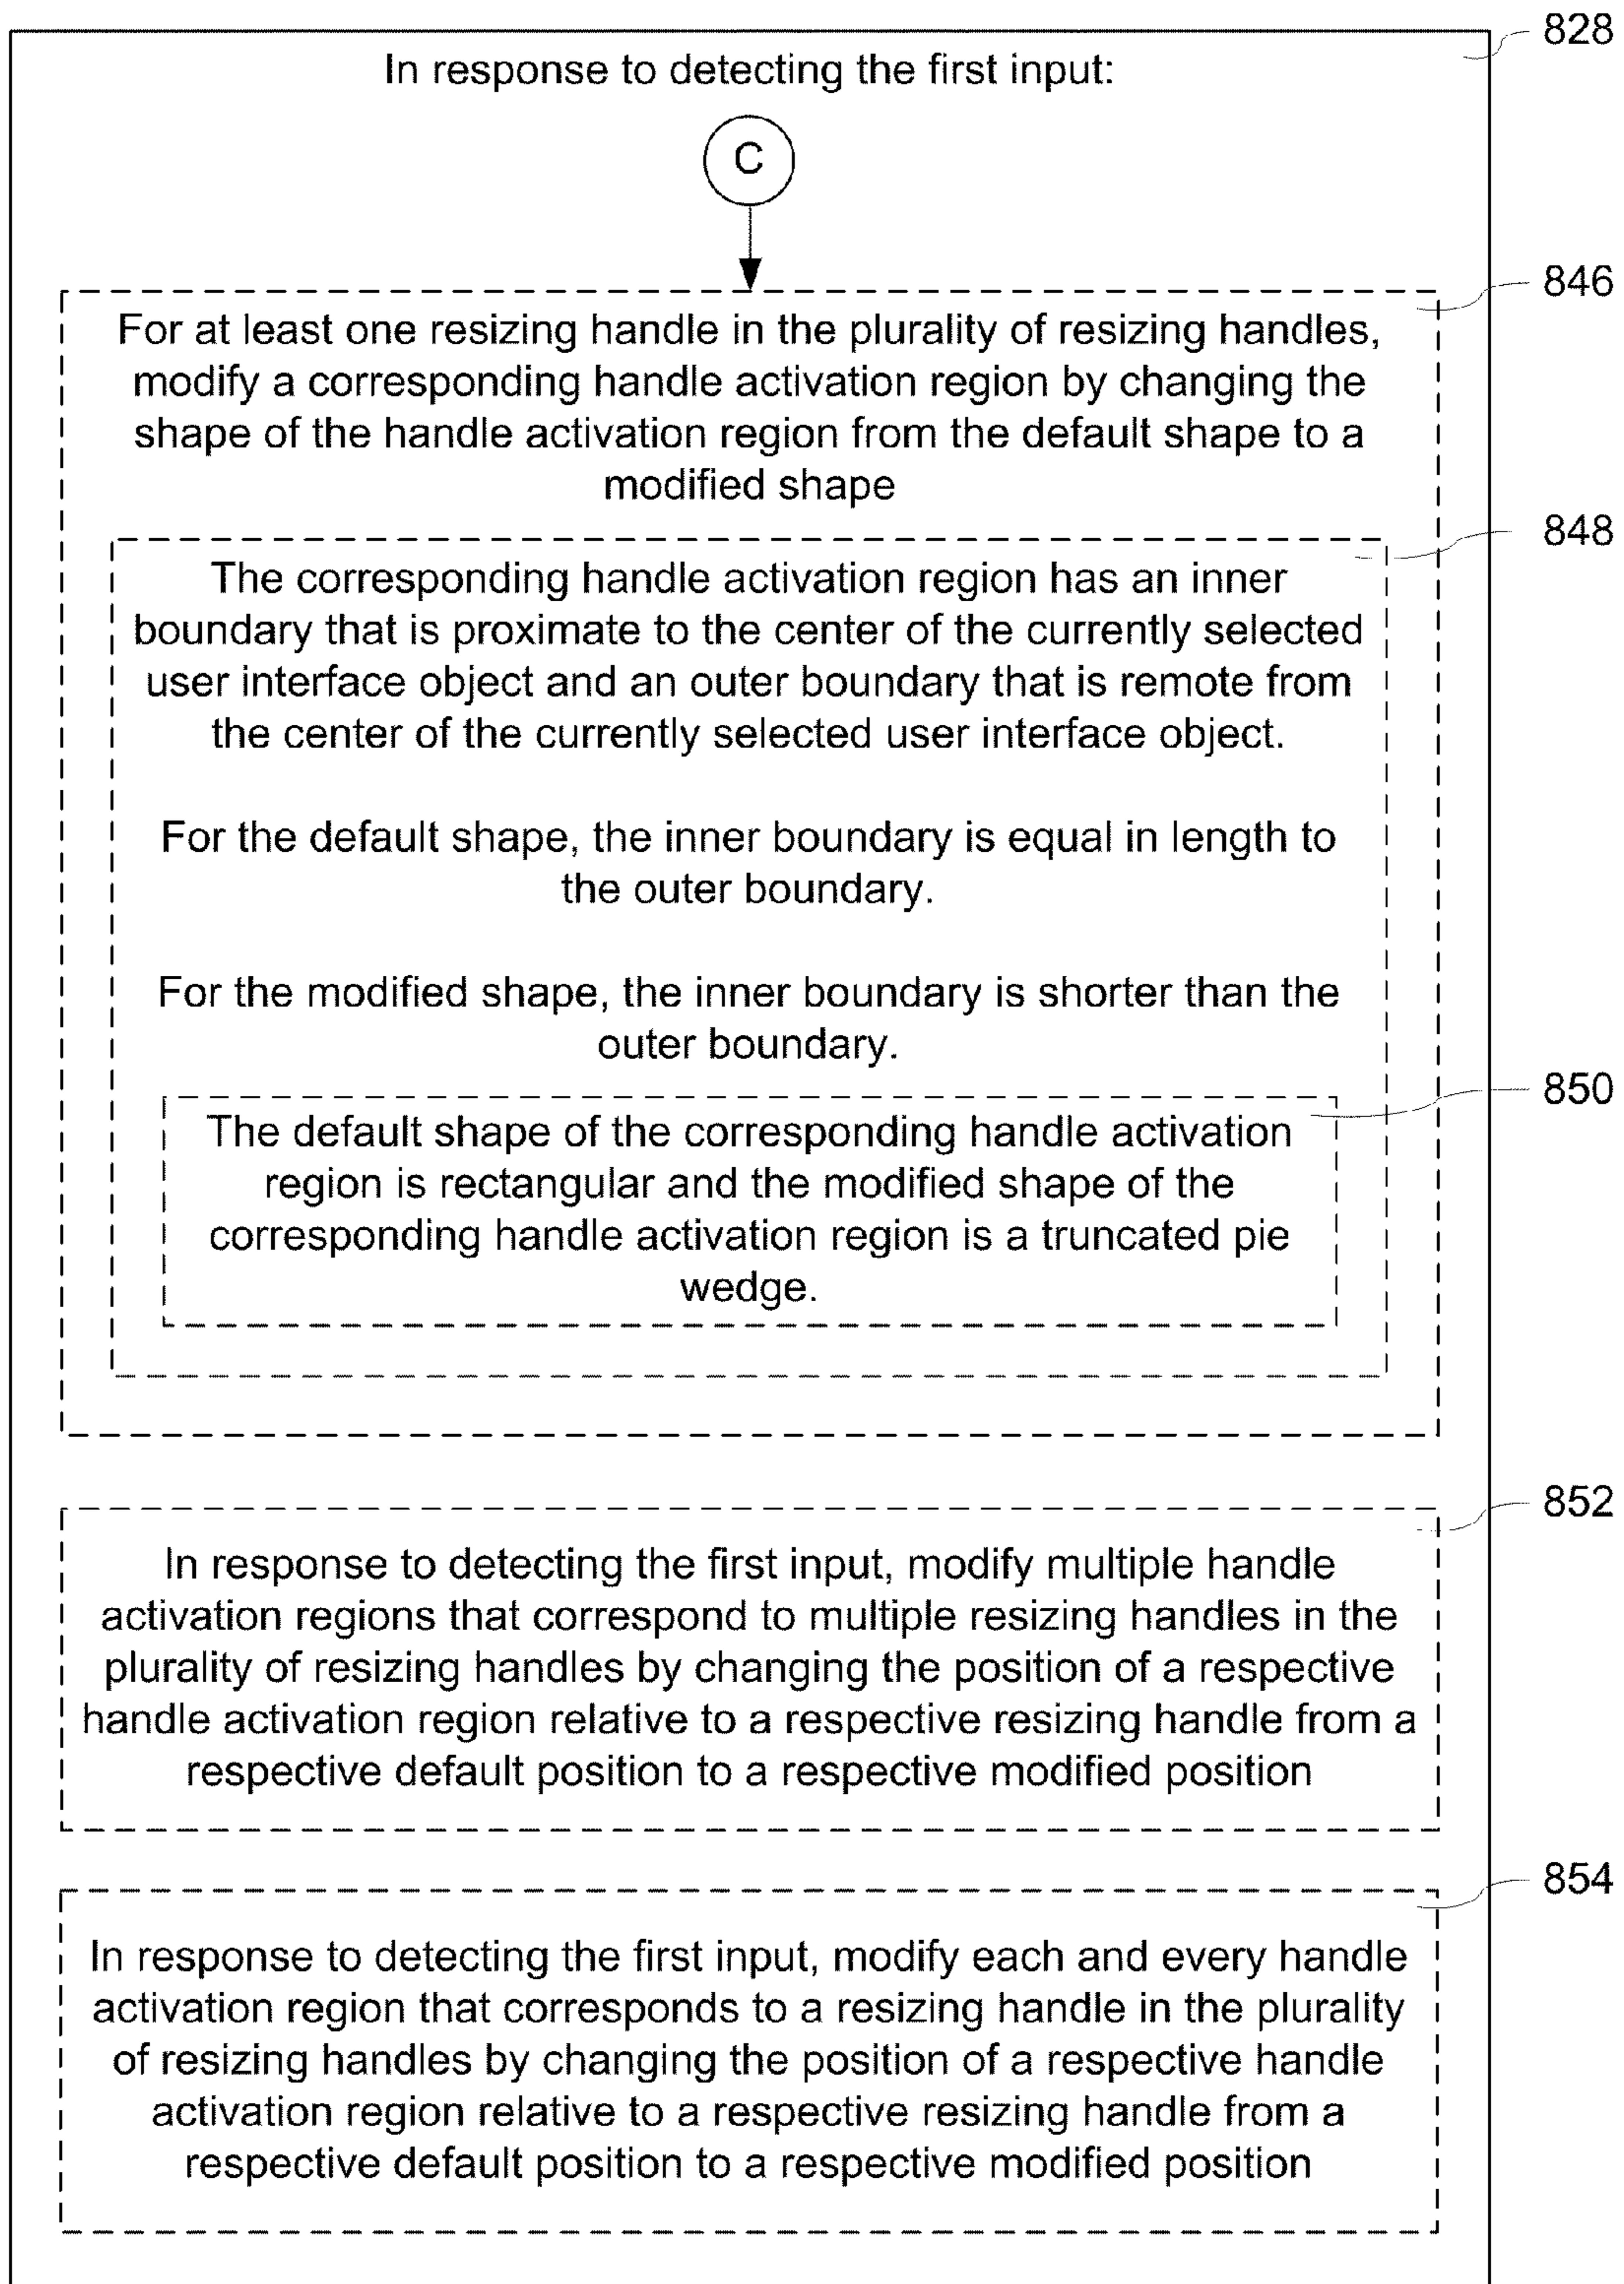 828
In response to detecting the first input:
C
846
For at least one resizing handle in the plurality of resizing handles,
modify a corresponding handle activation region by changing the
shape of the handle activation region from the default shape to a
modified shape
848
The corresponding handle activation region has an inner
boundary that is proximate to the center of the currently selected
user interface object and an outer boundary that is remote from
the center of the currently selected user interface object.
For the default shape, the inner boundary is equal in length to
the outer boundary.
For the modified shape, the inner boundary is shorter than the
outer boundary.
850
The default shape of the corresponding handle activation
region is rectangular and the modified shape of the
corresponding handle activation region is a truncated pie
wedge.
852
In response to detecting the first input, modify multiple handle
activation regions that correspond to multiple resizing handles in the
plurality of resizing handles by changing the position of a respective
handle activation region relative to a respective resizing handle from a
respective default position to a respective modified position
854
In response to detecting the first input, modify each and every handle
activation region that corresponds to a resizing handle in the plurality
of resizing handles by changing the position of a respective handle
activation region relative to a respective resizing handle from a
respective default position to a respective modified position